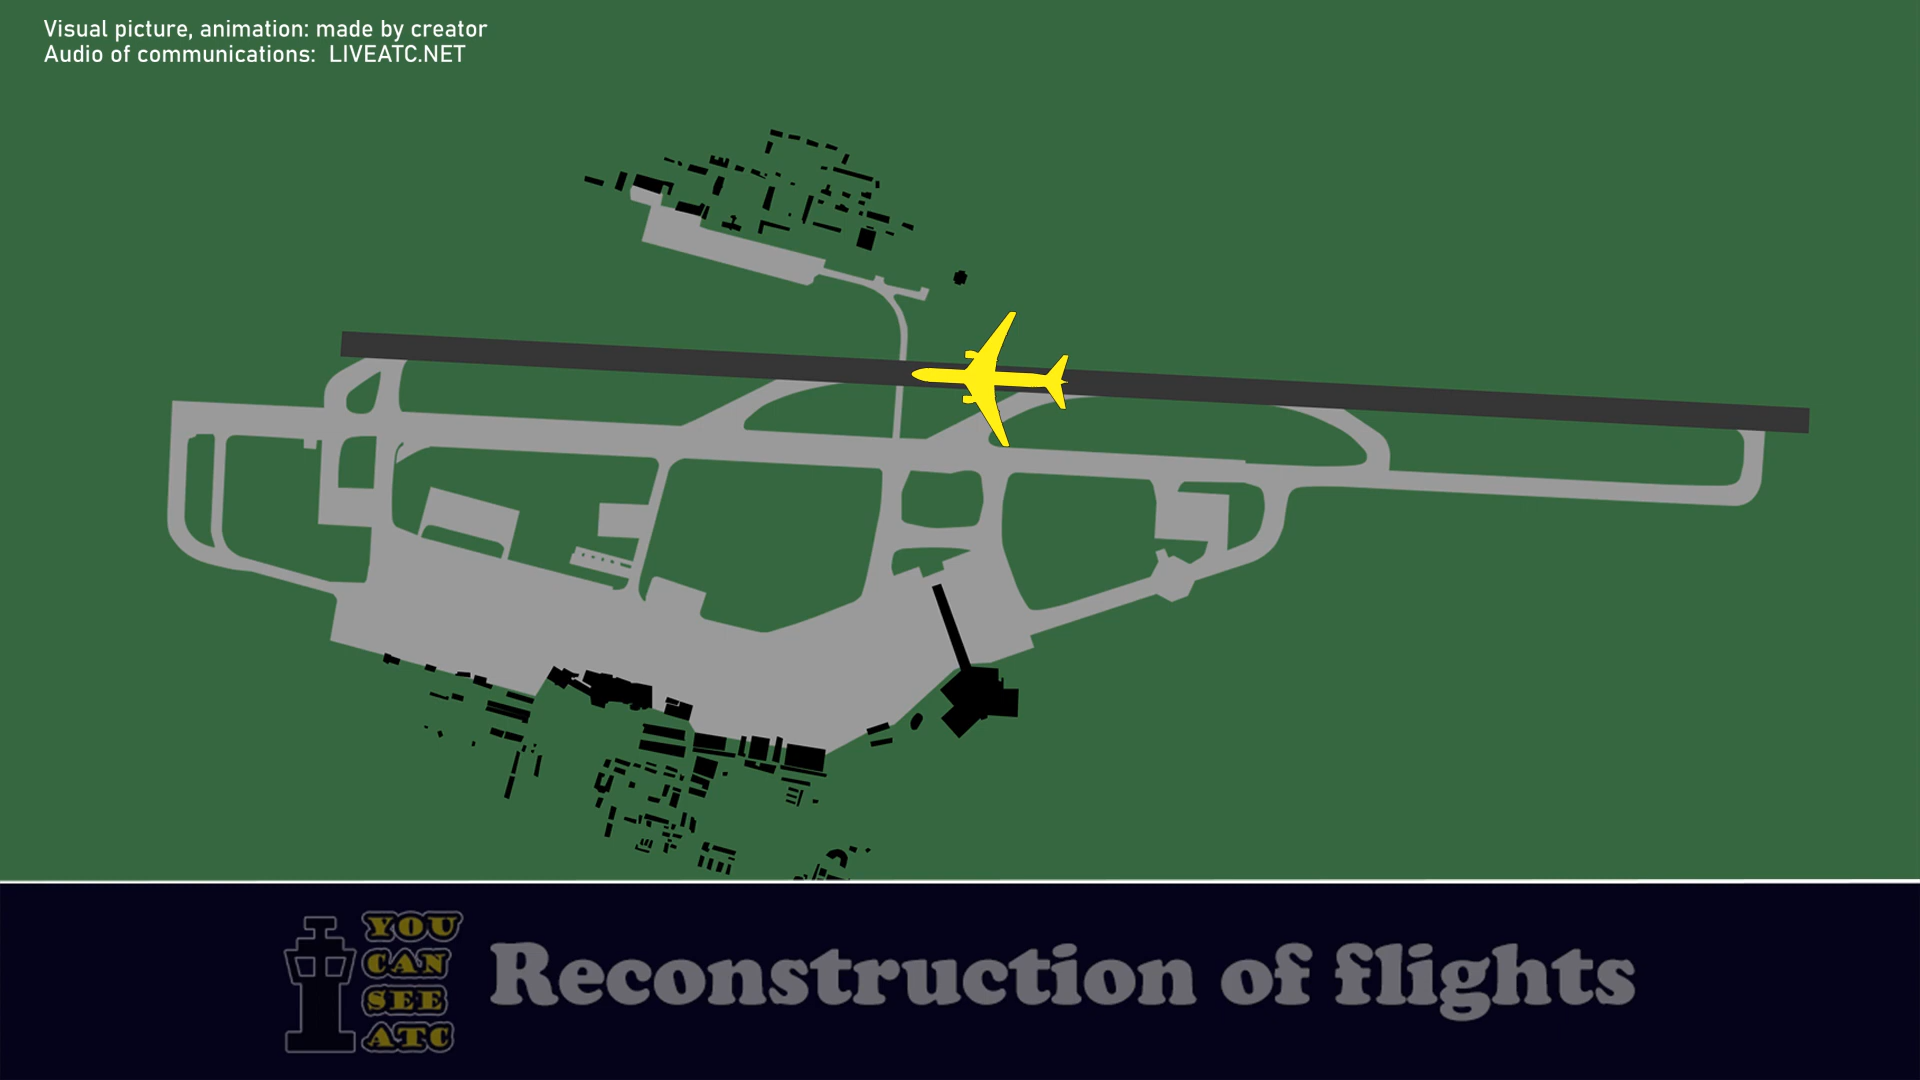 Visual picture, animation: made by creator
Audio of communications: LIVEATC.NET
YOU
CAN
SEE
ATC
Reconstruction of flights